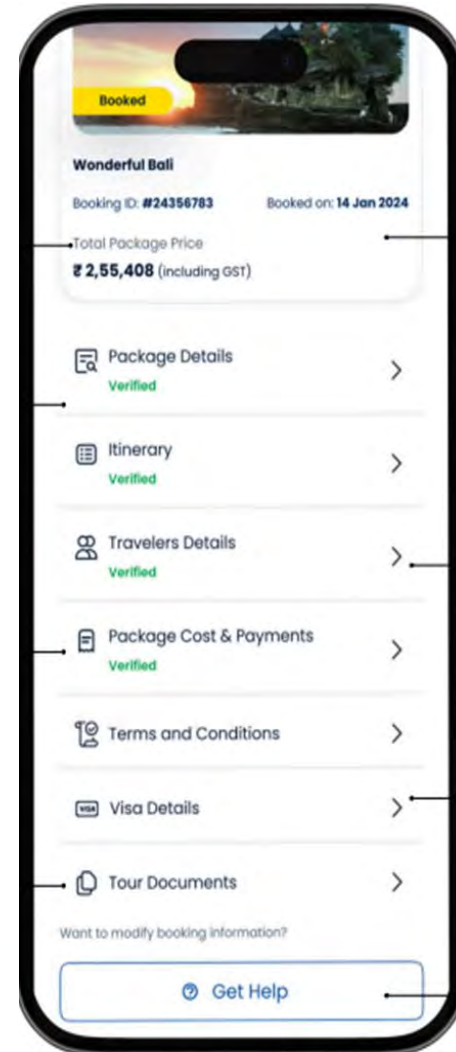 Booked
Wonderful Bali
Booking ID: #24356783 Booked on: 14 Jan 2024
Total Package Price
₹ 2,55,408 (including GST)
Package Details
Verified
Itinerary
Verified
Travelers Details
Verified
Package Cost & Payments
Verified
Terms and Conditions
VISA Visa Details
Tour Documents
Want to modify booking information?
Get Help